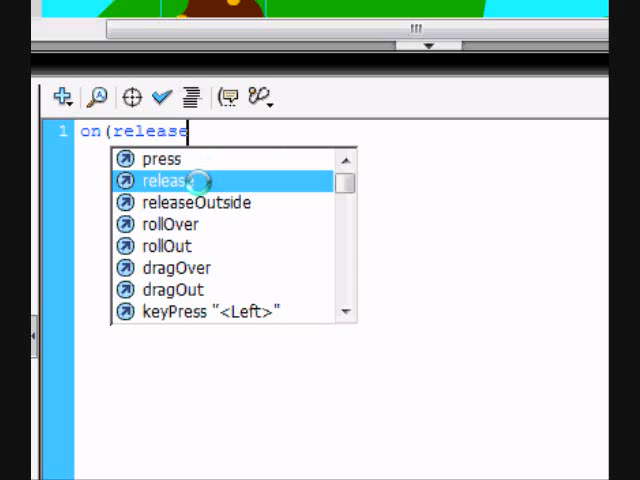 1 on(release
press
release
releaseOutside
rollOver
rollOut
dragOver
dragOut
keyPress "<Left>"